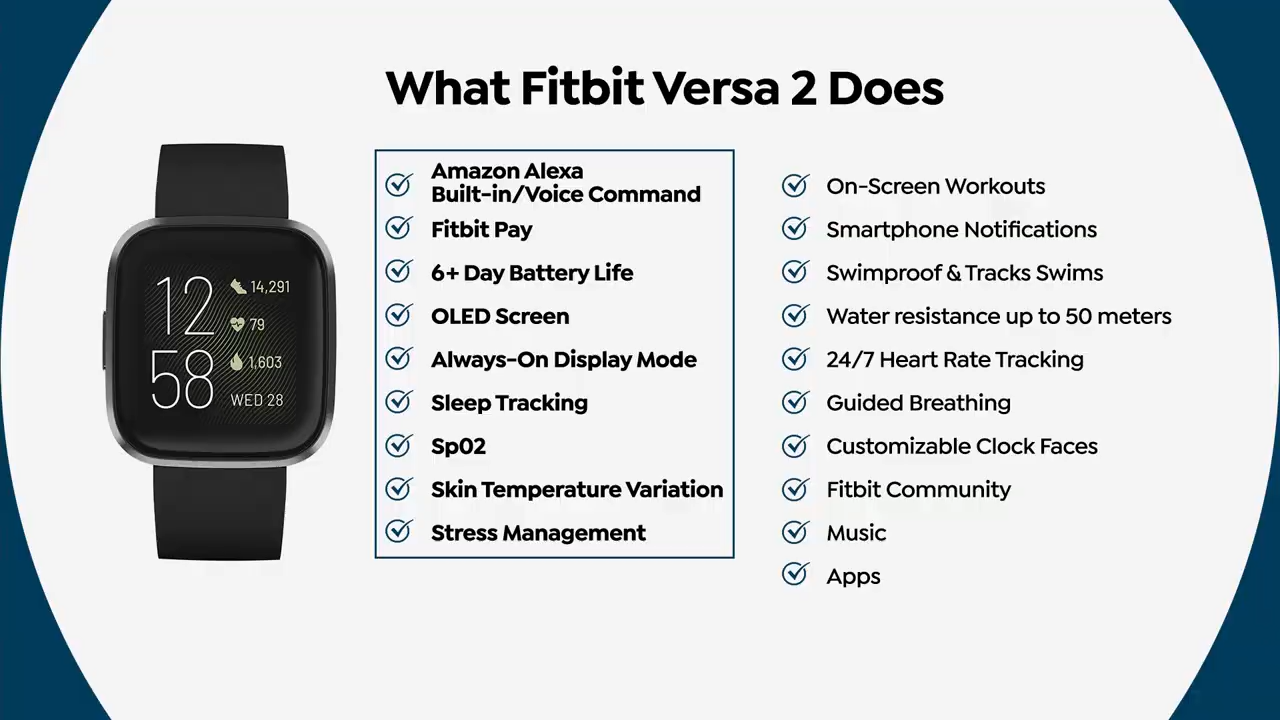 What Fitbit Versa 2 Does
12
58
14,291
79
1,603
WED 28
Amazon Alexa
Built-in/Voice Command
Fitbit Pay
6+ Day Battery Life
OLED Screen
Always-On Display Mode
Sleep Tracking
Sp02
Skin Temperature Variation
Stress Management
On-Screen Workouts
Smartphone Notifications
Swimproof & Tracks Swims
Water resistance up to 50 meters
24/7 Heart Rate Tracking
Guided Breathing
Customizable Clock Faces
Fitbit Community
Music
Apps